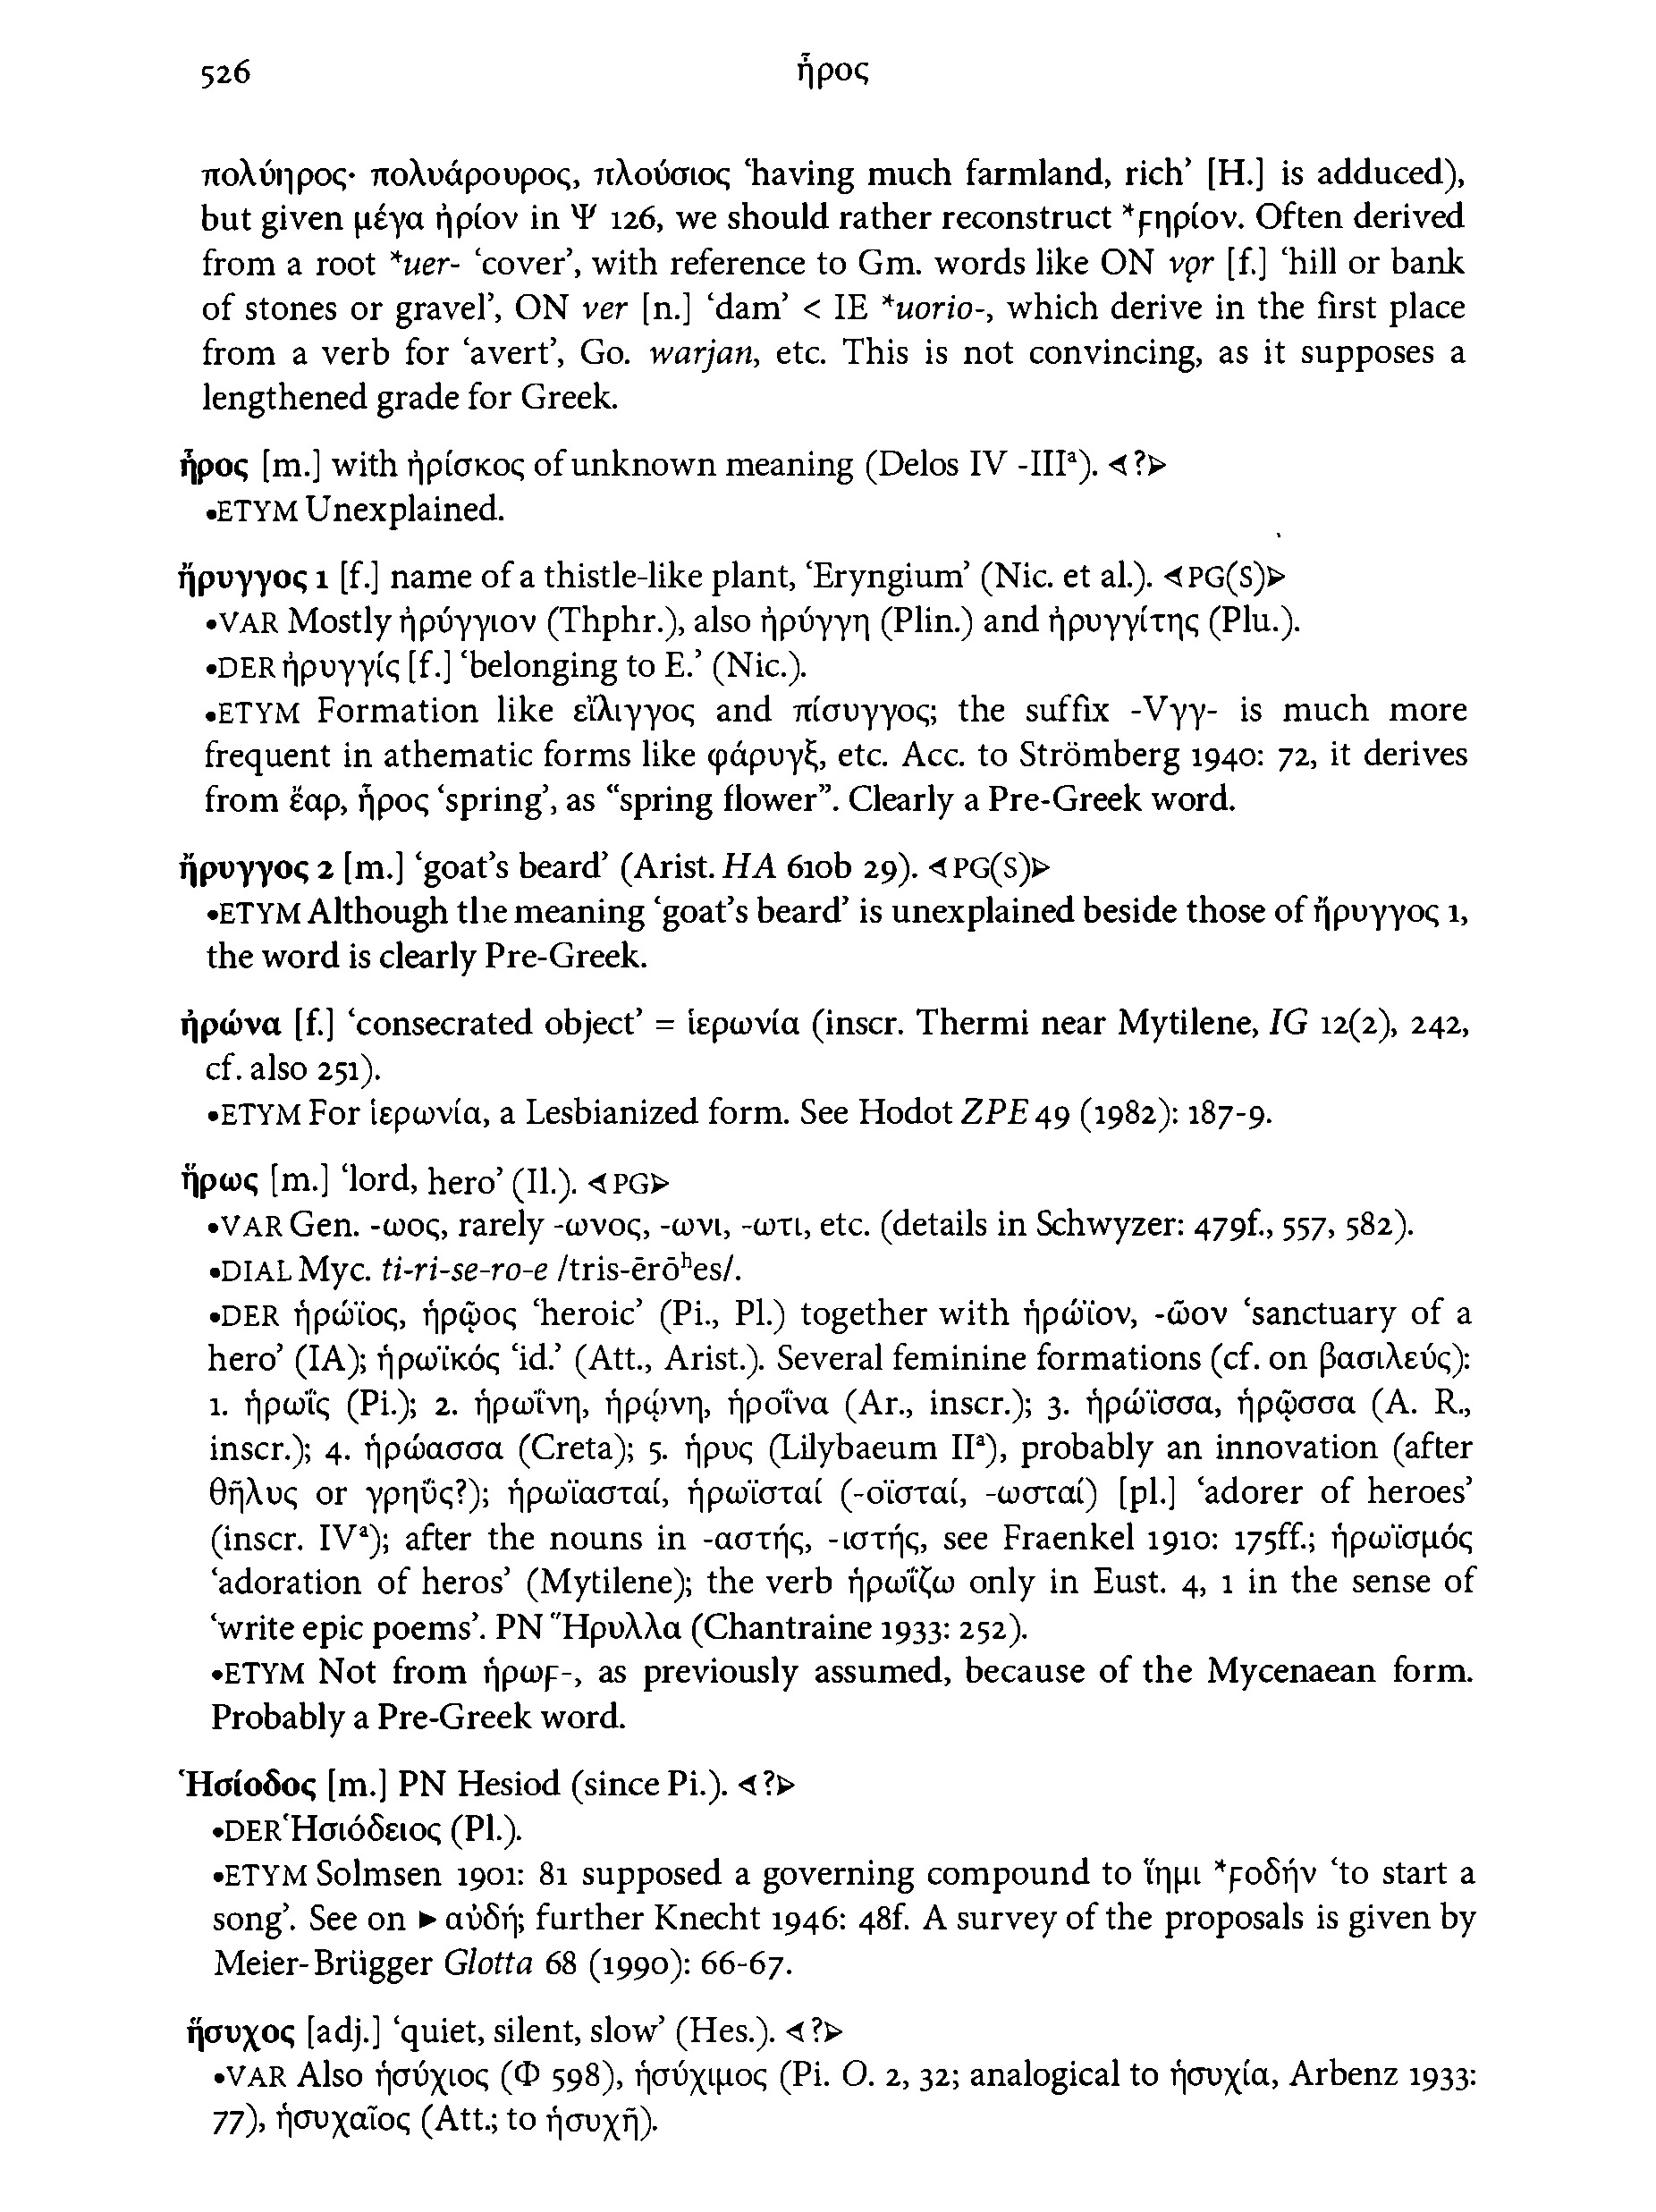 526 ἦρος
πολύηρος· πολυάρουρος, πλούσιος ‘having much farmland, rich’ [H.] is adduced),
but given μέγα ἠρίον in Ψ 126, we should rather reconstruct *ϝηρίον. Often derived
from a root *uer- ‘cover’, with reference to Gm. words like ON vǫr [f.] ‘hill or bank
of stones or gravel’, ON ver [n.] ‘dam’ < IE *uorio-, which derive in the first place
from a verb for ‘avert’, Go. warjan, etc. This is not convincing, as it supposes a
lengthened grade for Greek.
ἦρος [m.] with ἠρίσκος of unknown meaning (Delos IV -IIIᵃ). ◁?▷
•ETYM Unexplained.
ἤρυγγος 1 [f.] name of a thistle-like plant, ‘Eryngium’ (Nic. et al.). ◁PG(S)▷
•VAR Mostly ἠρύγγιον (Thphr.), also ἠρύγγη (Plin.) and ἠρυγγίτης (Plu.).
•DER ἠρυγγίς [f.] ‘belonging to E.’ (Nic.).
•ETYM Formation like εἴλιγγος and πίσυγγος; the suffix -Vγγ- is much more
frequent in athematic forms like φάρυγξ, etc. Acc. to Strömberg 1940: 72, it derives
from ἔαρ, ἦρος ‘spring’, as “spring flower”. Clearly a Pre-Greek word.
ἤρυγγος 2 [m.] ‘goat’s beard’ (Arist. HA 610b 29). ◁PG(S)▷
•ETYM Although the meaning ‘goat’s beard’ is unexplained beside those of ἤρυγγος 1,
the word is clearly Pre-Greek.
ἠρώνα [f.] ‘consecrated object’ = ἱερωνία (inscr. Thermi near Mytilene, IG 12(2), 242,
cf. also 251).
•ETYM For ἱερωνία, a Lesbianized form. See Hodot ZPE 49 (1982): 187-9.
ἥρως [m.] ‘lord, hero’ (Il.). ◁PG▷
•VAR Gen. -ωος, rarely -ωνος, -ωνι, -ωτι, etc. (details in Schwyzer: 479f., 557, 582).
•DIAL Myc. ti-ri-se-ro-e /tris-ērōʰes/.
•DER ἡρώϊος, ἡρῷος ‘heroic’ (Pi., Pl.) together with ἡρώϊον, -ῶον ‘sanctuary of a
hero’ (IA); ἡρωϊκός ‘id.’ (Att., Arist.). Several feminine formations (cf. on βασιλεύς):
1. ἡρωΐς (Pi.); 2. ἡρωΐνη, ἡρῴνη, ἡροΐνα (Ar., inscr.); 3. ἡρώϊσσα, ἡρῷσσα (A. R.,
inscr.); 4. ἡρώασσα (Creta); 5. ἥρυς (Lilybaeum IIᵃ), probably an innovation (after
θῆλυς or γρηΰς?); ἡρωϊασταί, ἡρωϊσταί (-οϊσταί, -ωσταί) [pl.] ‘adorer of heroes’
(inscr. IVᵃ); after the nouns in -αστής, -ιστής, see Fraenkel 1910: 175ff.; ἡρωϊσμός
‘adoration of heros’ (Mytilene); the verb ἡρωΐζω only in Eust. 4, 1 in the sense of
‘write epic poems’. PN Ἥρυλλα (Chantraine 1933: 252).
•ETYM Not from ἡρωϝ-, as previously assumed, because of the Mycenaean form.
Probably a Pre-Greek word.
Ἡσίοδος [m.] PN Hesiod (since Pi.). ◁?▷
•DER Ἡσιόδειος (Pl.).
•ETYM Solmsen 1901: 81 supposed a governing compound to ἵημι *ϝοδήν ‘to start a
song’. See on ► αὐδή; further Knecht 1946: 48f. A survey of the proposals is given by
Meier-Brügger Glotta 68 (1990): 66-67.
ἥσυχος [adj.] ‘quiet, silent, slow’ (Hes.). ◁?▷
•VAR Also ἡσύχιος (Φ 598), ἡσύχιμος (Pi. O. 2, 32; analogical to ἡσυχία, Arbenz 1933:
77), ἡσυχαῖος (Att.; to ἡσυχῆ).